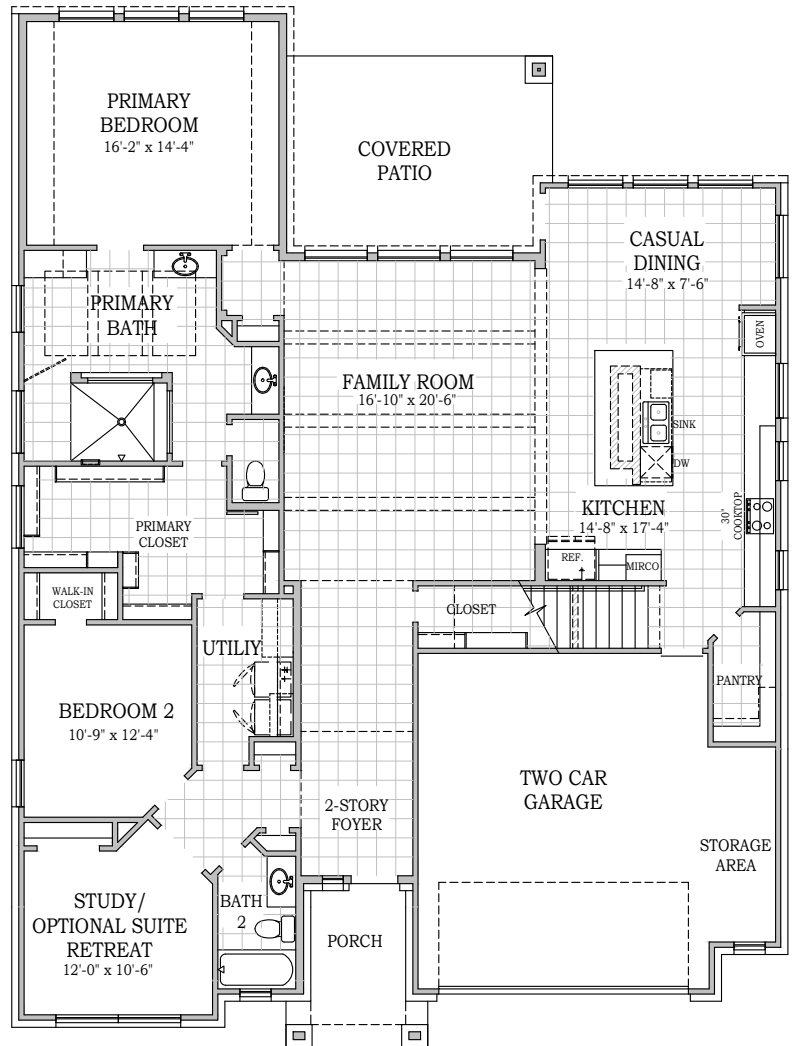 PRIMARY
BEDROOM
16'-2" x 14'-4"
COVERED
PATIO
CASUAL
DINING
14'-8" x 7'-6"
PRIMARY
BATH
OVEN
FAMILY ROOM
16'-10" x 20'-6"
SINK
DW
KITCHEN
14'-8" x 17'-4"
30"
COOKTOP
PRIMARY
CLOSET
REF.
MIRCO
WALK-IN
CLOSET
CLOSET
UTILIY
PANTRY
BEDROOM 2
10'-9" x 12'-4"
TWO CAR
GARAGE
2-STORY
FOYER
STORAGE
AREA
STUDY/
OPTIONAL SUITE
RETREAT
12'-0" x 10'-6"
BATH
2
PORCH